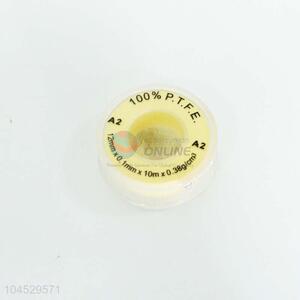 100% P.T.F.E.
A2
A2
12mm x 0.1mm x 10m x 0.38g/cm3
ONLINE
104529571